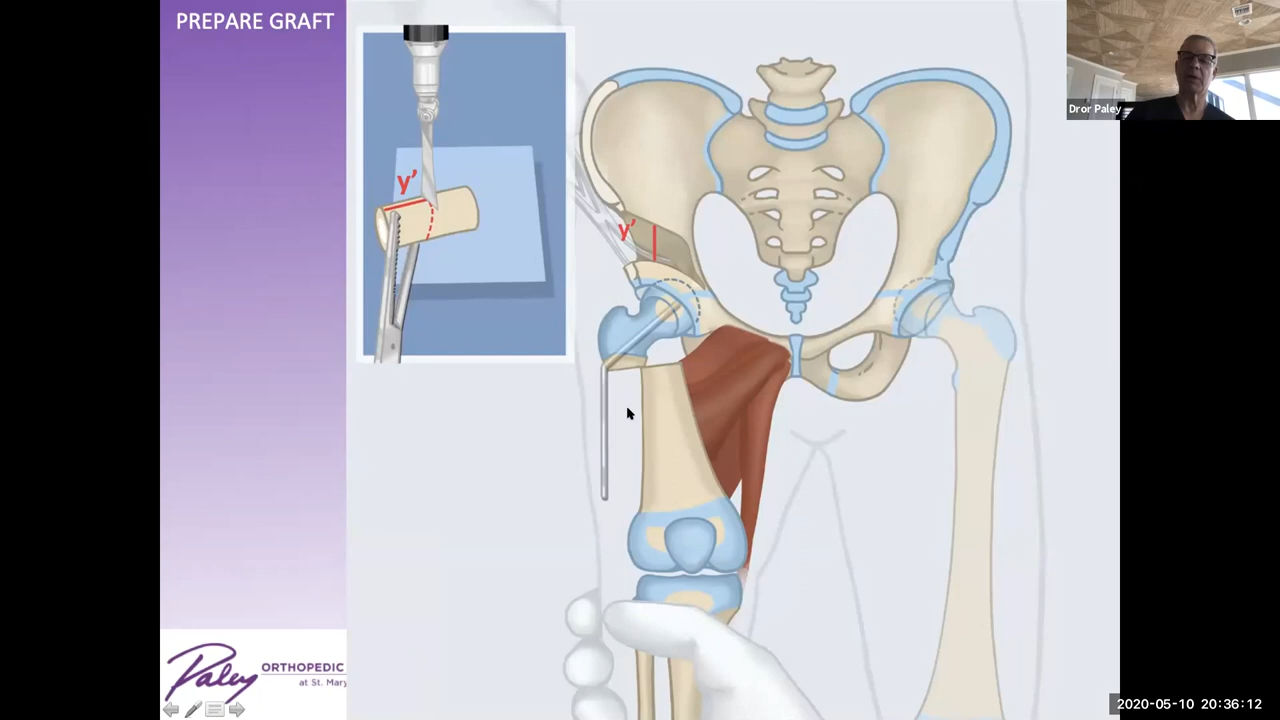 PREPARE GRAFT
y’
y’
Dror Paley
Paley
ORTHOPEDIC
at St. Mary
2020-05-10 20:36:12